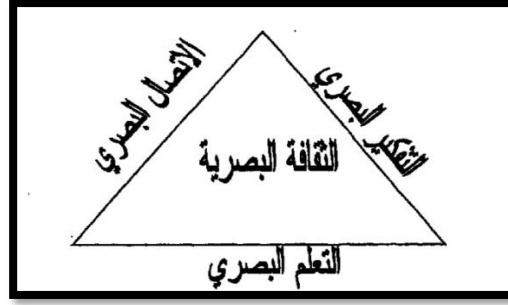 الاتصال البصري
التفكير البصري
الثقافة البصرية
التعلم البصري